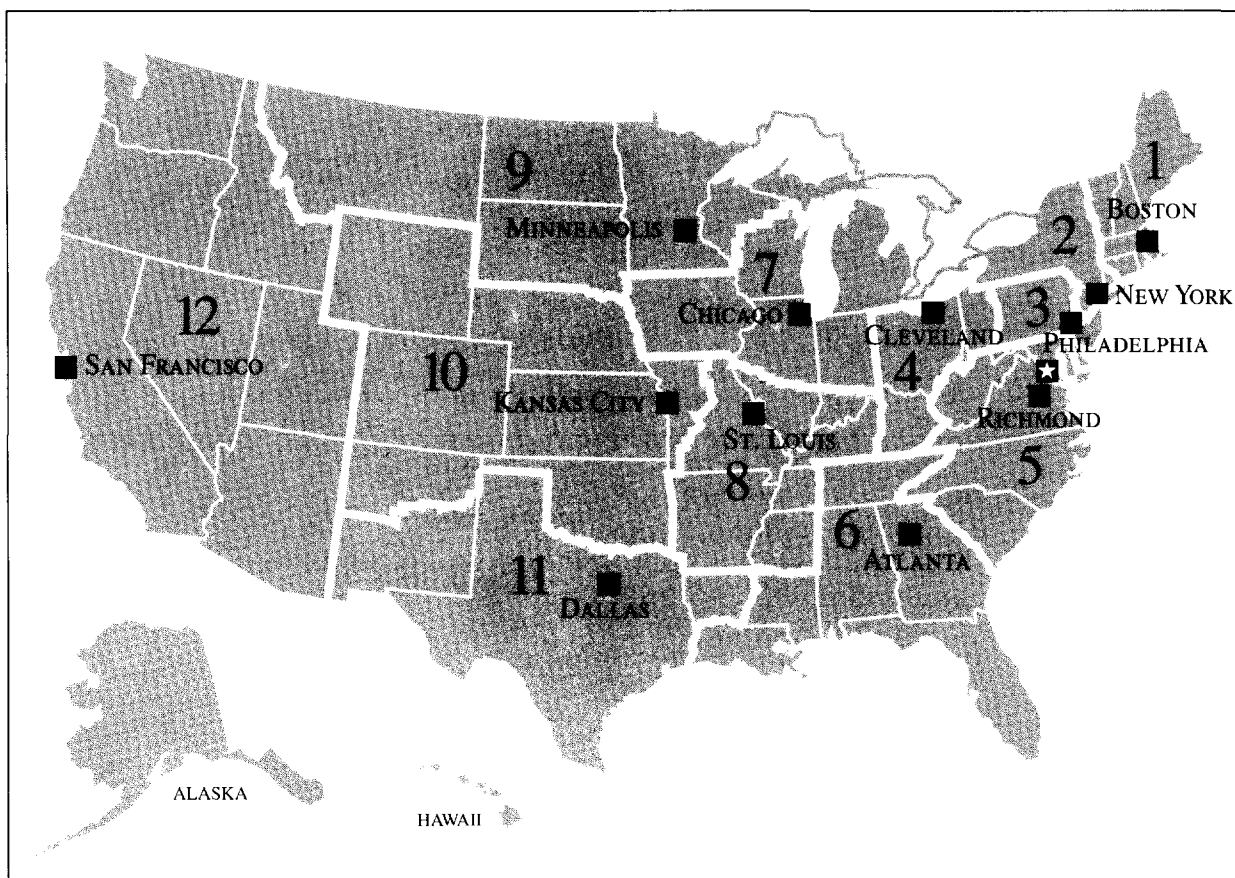 1
BOSTON
2
9
MINNEAPOLIS
7
NEW YORK
12
CHICAGO
CLEVELAND
3
PHILADELPHIA
SAN FRANCISCO
10
4
KANSAS CITY
ST. LOUIS
RICHMOND
8
5
6
ATLANTA
11
DALLAS
ALASKA
HAWAII